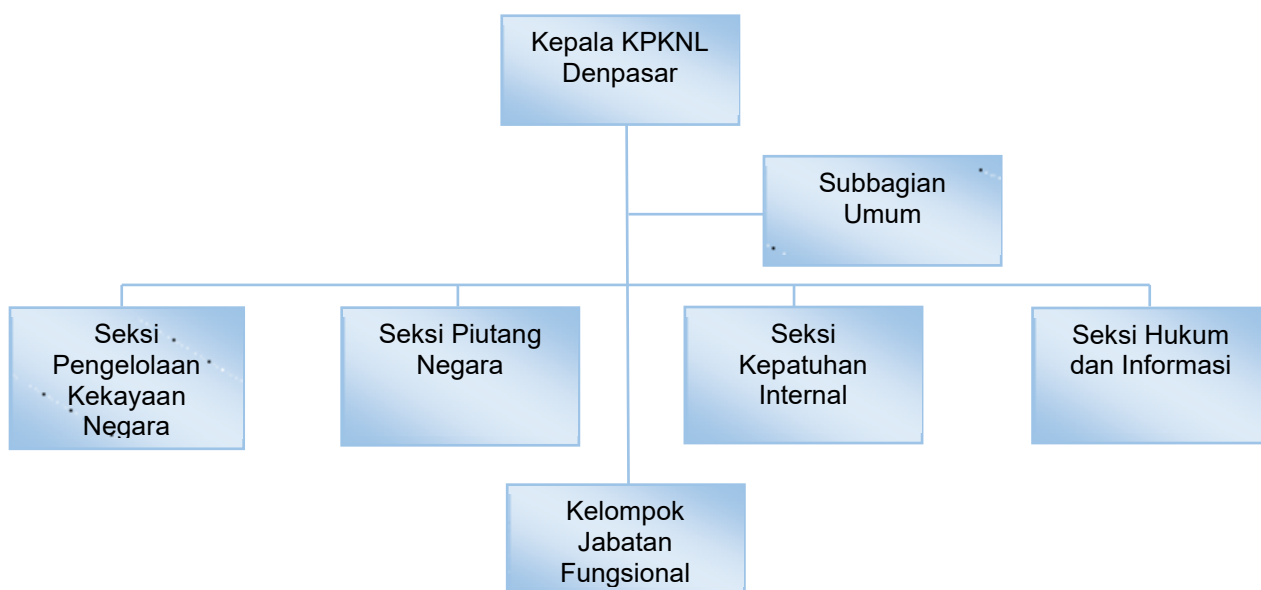 Kepala KPKNL
Denpasar
Subbagian
Umum
Seksi
Pengelolaan
Kekayaan
Negara
Seksi Piutang
Negara
Seksi
Kepatuhan
Internal
Seksi Hukum
dan Informasi
Kelompok
Jabatan
Fungsional